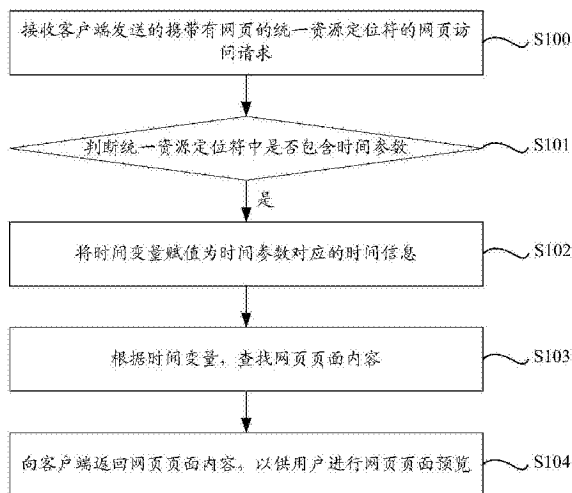 接收客户端发送的携带有网页的统一资源定位符的网页访
问请求
S100
判断统一资源定位符中是否包含时间参数
S101
是
将时间变量赋值为时间参数对应的时间信息
S102
根据时间变量，查找网页页面内容
S103
向客户端返回网页页面内容，以供用户进行网页页面预览
S104